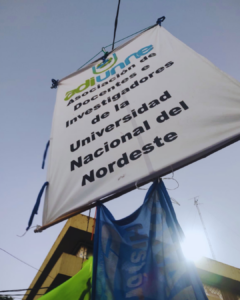 adiunne
Asociación de
Docentes e
Investigadores
de la
Universidad
Nacional del
Nordeste